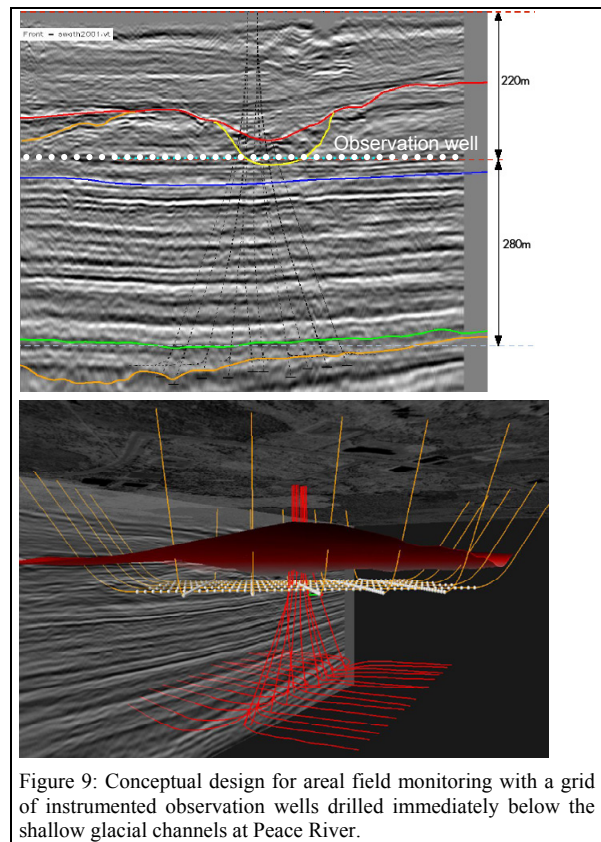 Front - swath2001.vt
220m
Observation well
280m
Figure 9: Conceptual design for areal field monitoring with a grid
of instrumented observation wells drilled immediately below the
shallow glacial channels at Peace River.